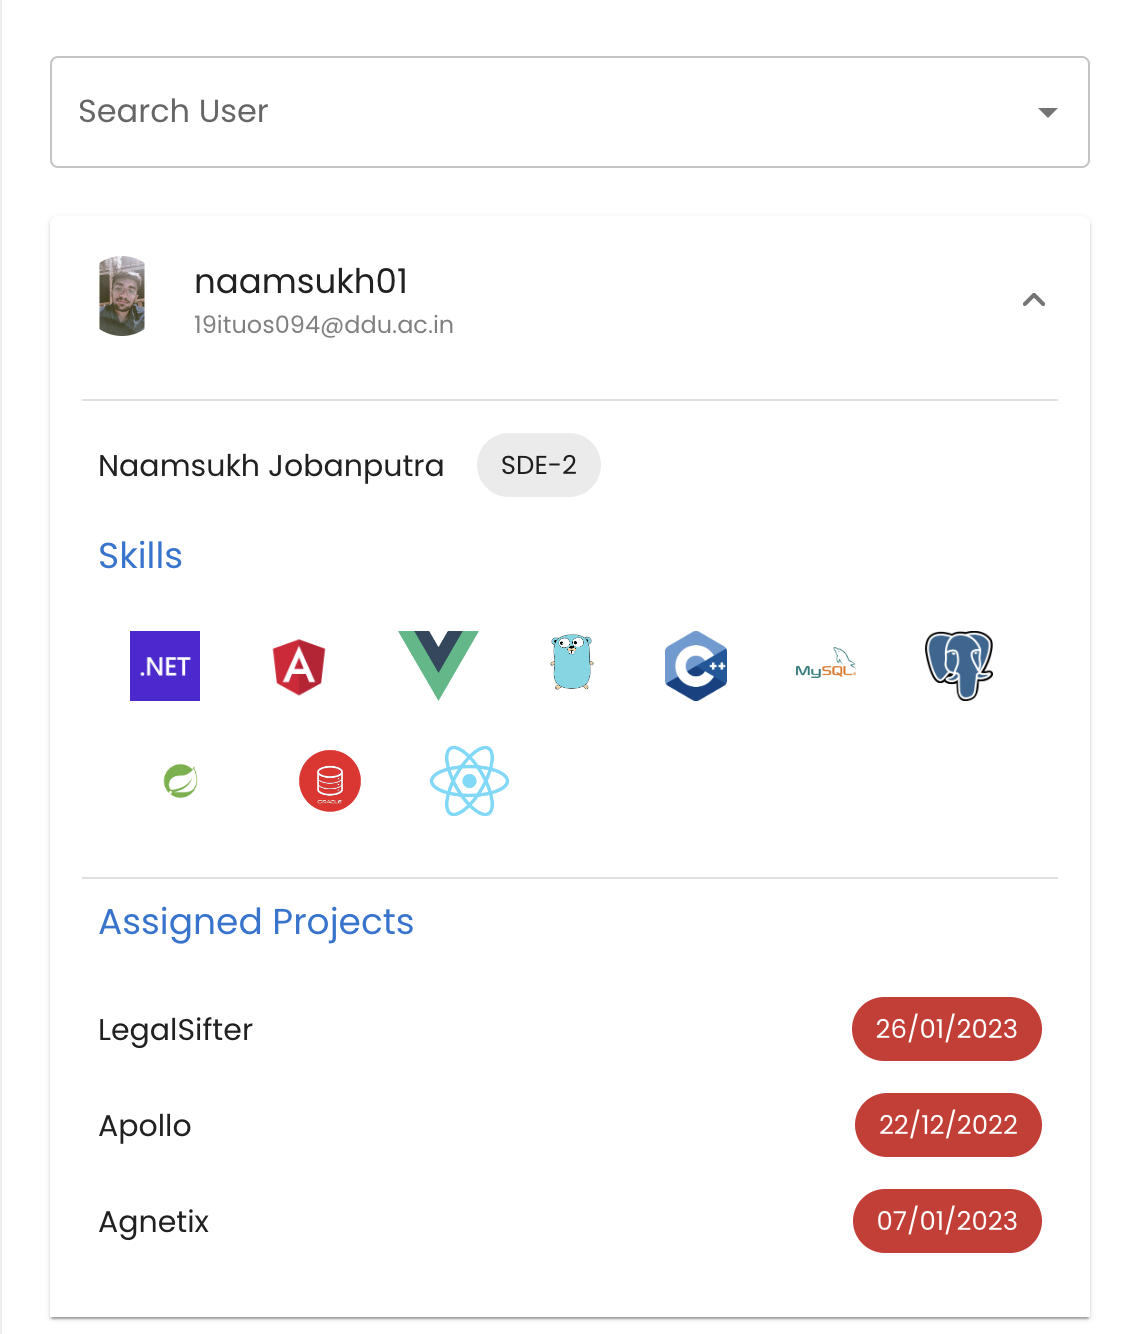 Search User
naamsukh01
19ituos094@ddu.ac.in
Naamsukh Jobanputra
SDE-2
Skills
.NET
A
C++
MySQL
ORACLE
Assigned Projects
LegalSifter
26/01/2023
Apollo
22/12/2022
Agnetix
07/01/2023